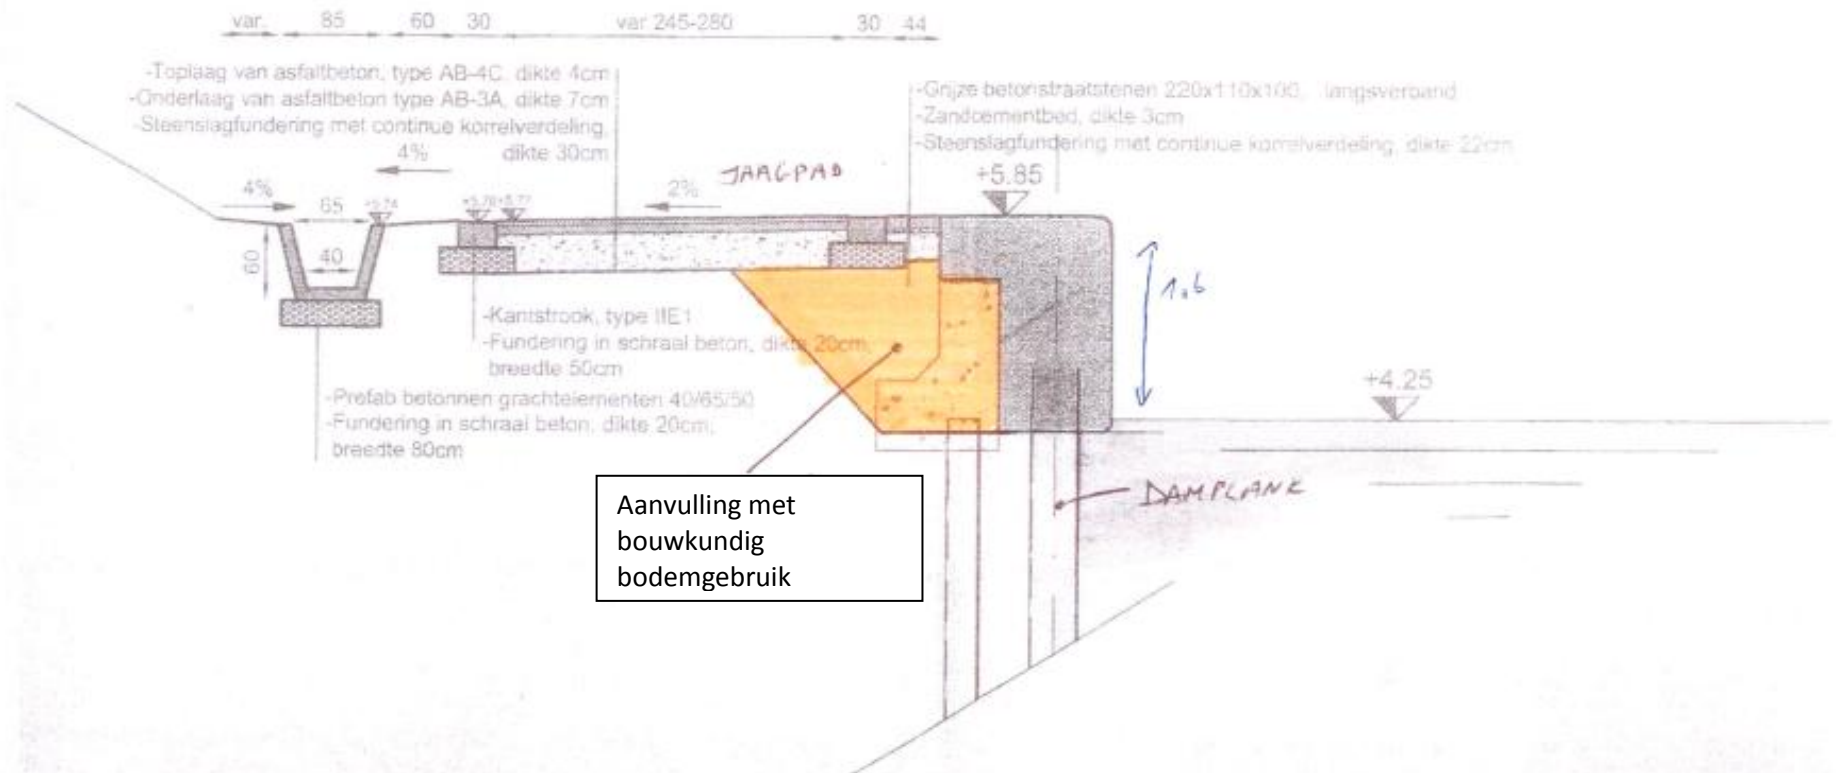 var. 85 60 30 var 245-280 30 44
-Toplaag van asfaltbeton, type AB-4C, dikte 4cm
-Onderlaag van asfaltbeton type AB-3A, dikte 7cm
-Steenslagfundering met continue korrelverdeling,
dikte 30cm
-Grijze betonstraatstenen 220x110x100, langsverband
-Zandcementbed, dikte 3cm
-Steenslagfundering met continue korrelverdeling, dikte 22cm
4%
JAAGPAD
+5.85
4%
65
+5.74
2%
60
40
1.6
-Kantstrook, type IIE1
-Fundering in schraal beton, dikte 20cm,
breedte 50cm
+4.25
-Prefab betonnen grachtelementen 40/65/50
-Fundering in schraal beton, dikte 20cm,
breedte 80cm
Aanvulling met
bouwkundig
bodemgebruik
DAMPLANK